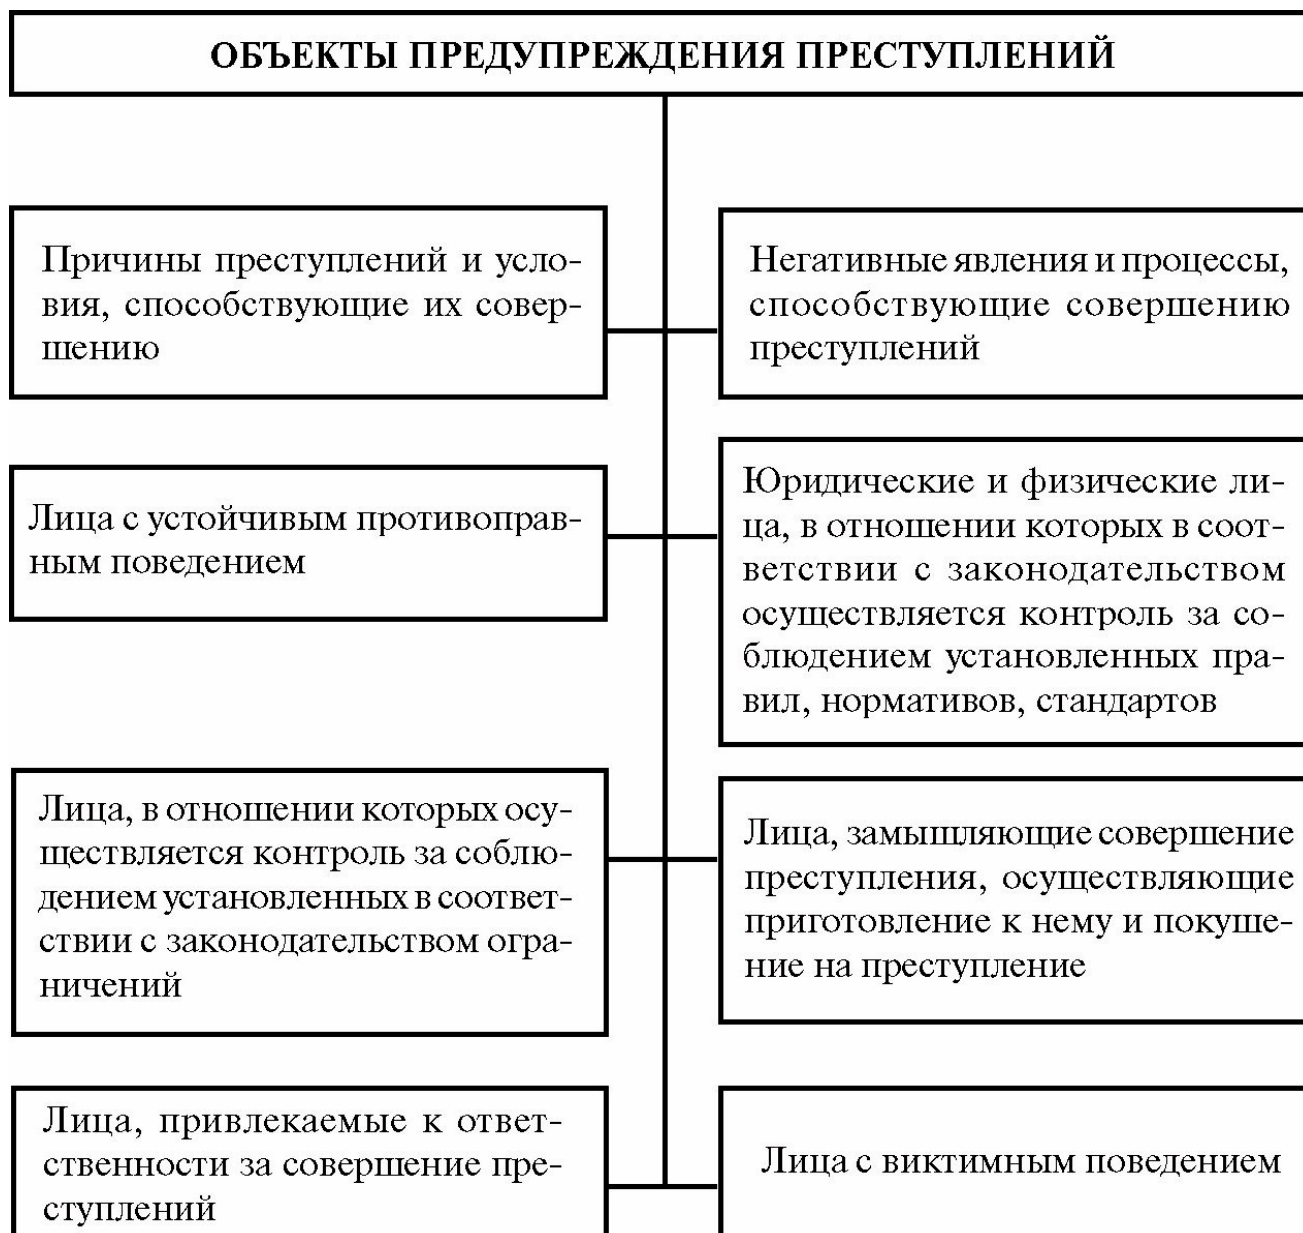 ОБЪЕКТЫ ПРЕДУПРЕЖДЕНИЯ ПРЕСТУПЛЕНИЙ
Причины преступлений и усло-
вия, способствующие их совер-
шению
Негативные явления и процессы,
способствующие совершению
преступлений
Лица с устойчивым противоправ-
ным поведением
Юридические и физические ли-
ца, в отношении которых в соот-
ветствии с законодательством
осуществляется контроль за со-
блюдением установленных пра-
вил, нормативов, стандартов
Лица, в отношении которых осу-
ществляется контроль за соблю-
дением установленных в соответ-
ствии с законодательством огра-
ничений
Лица, замышляющие совершение
преступления, осуществляющие
приготовление к нему и покуше-
ние на преступление
Лица, привлекаемые к ответ-
ственности за совершение пре-
ступлений
Лица с виктимным поведением